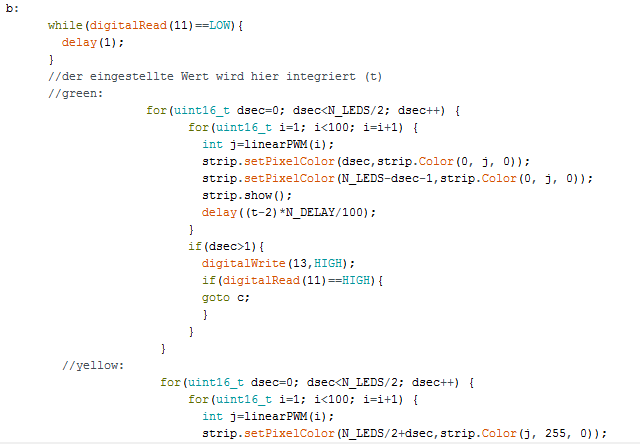 b:
while(digitalRead(11)==LOW){
delay(1);
}
//der eingestellte Wert wird hier integriert (t)
//green:
for(uint16_t dsec=0; dsec<N_LEDS/2; dsec++) {
for(uint16_t i=1; i<100; i=i+1) {
int j=linearPWM(i);
strip.setPixelColor(dsec,strip.Color(0, j, 0));
strip.setPixelColor(N_LEDS-dsec-1,strip.Color(0, j, 0));
strip.show();
delay((t-2)*N_DELAY/100);
}
if(dsec>1){
digitalWrite(13,HIGH);
if(digitalRead(11)==HIGH){
goto c;
}
}
}
//yellow:
for(uint16_t dsec=0; dsec<N_LEDS/2; dsec++) {
for(uint16_t i=1; i<100; i=i+1) {
int j=linearPWM(i);
strip.setPixelColor(N_LEDS/2+dsec,strip.Color(j, 255, 0));